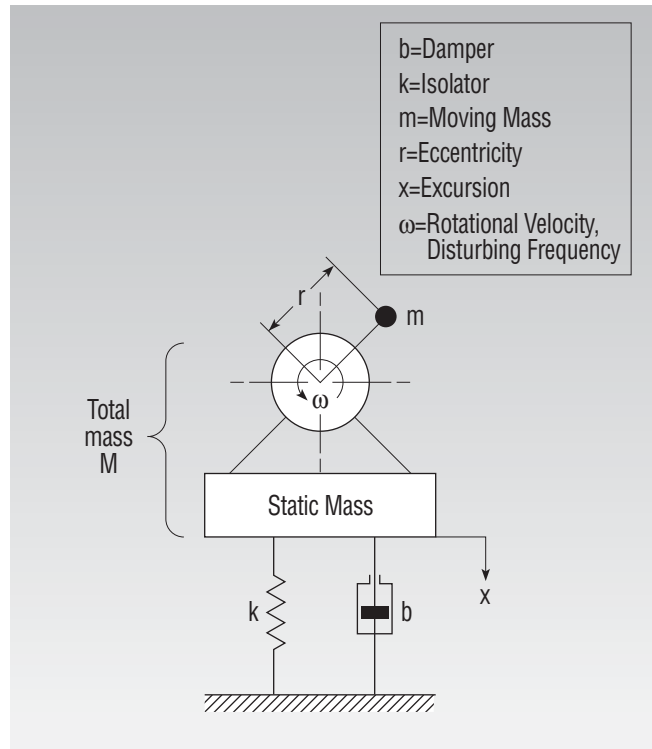 b=Damper
k=Isolator
m=Moving Mass
r=Eccentricity
x=Excursion
ω=Rotational Velocity,
Disturbing Frequency
r
m
ω
Total
mass
M
Static Mass
x
k
b